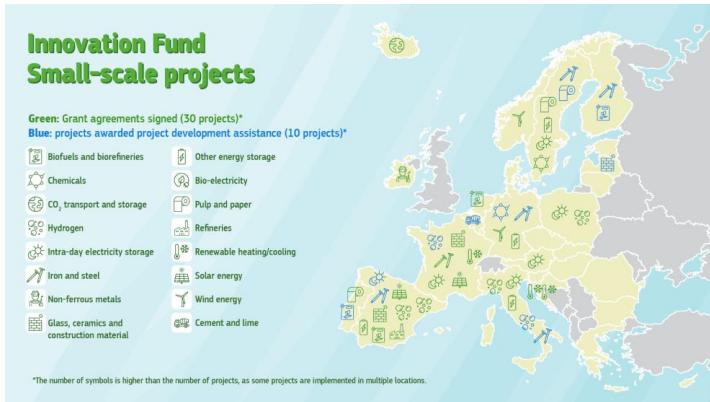 Innovation Fund
Small-scale projects
Green: Grant agreements signed (30 projects)*
Blue: projects awarded project development assistance (10 projects)*
Biofuels and biorefineries
Chemicals
CO₂ transport and storage
Hydrogen
Intra-day electricity storage
Iron and steel
Non-ferrous metals
Glass, ceramics and
construction material
Other energy storage
Bio-electricity
Pulp and paper
Refineries
Renewable heating/cooling
Solar energy
Wind energy
Cement and lime
*The number of symbols is higher than the number of projects, as some projects are implemented in multiple locations.